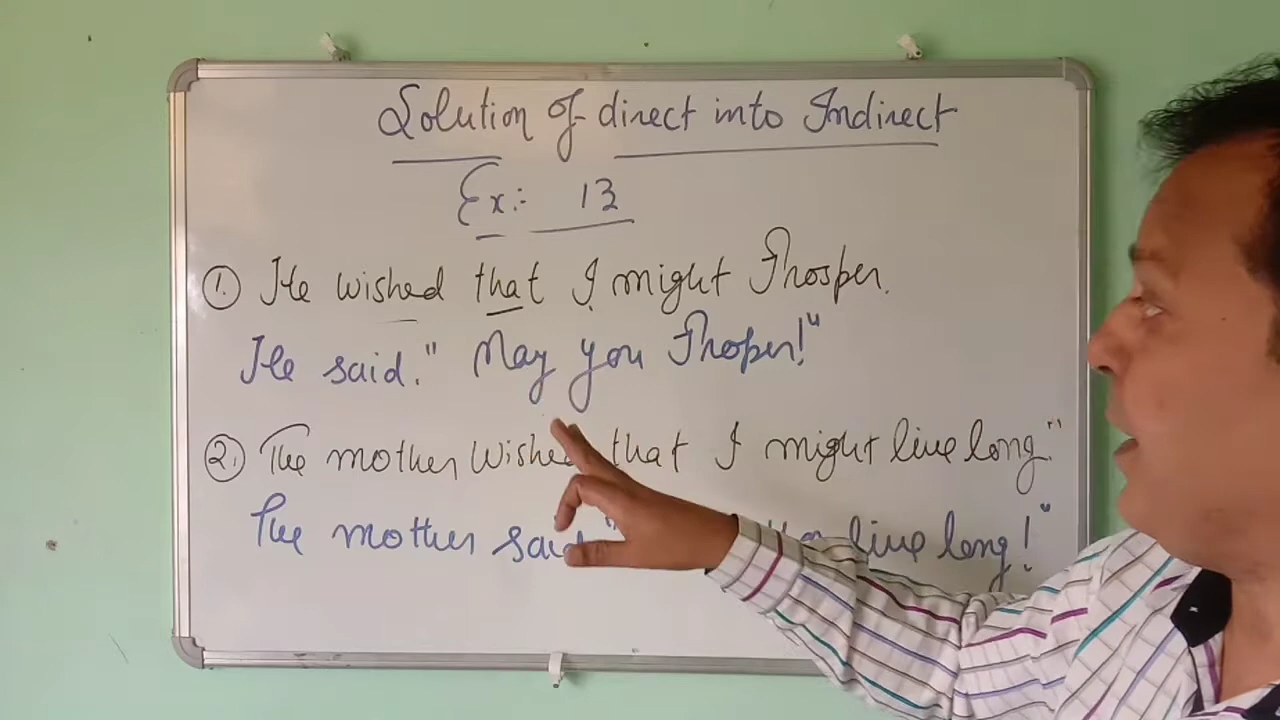 Solution of direct into Indirect
Ex:- 13
1. He wished that I might Prosper.
He said." May you Prosper!"
2. The mother wished that I might live long."
The mother said" live long!"